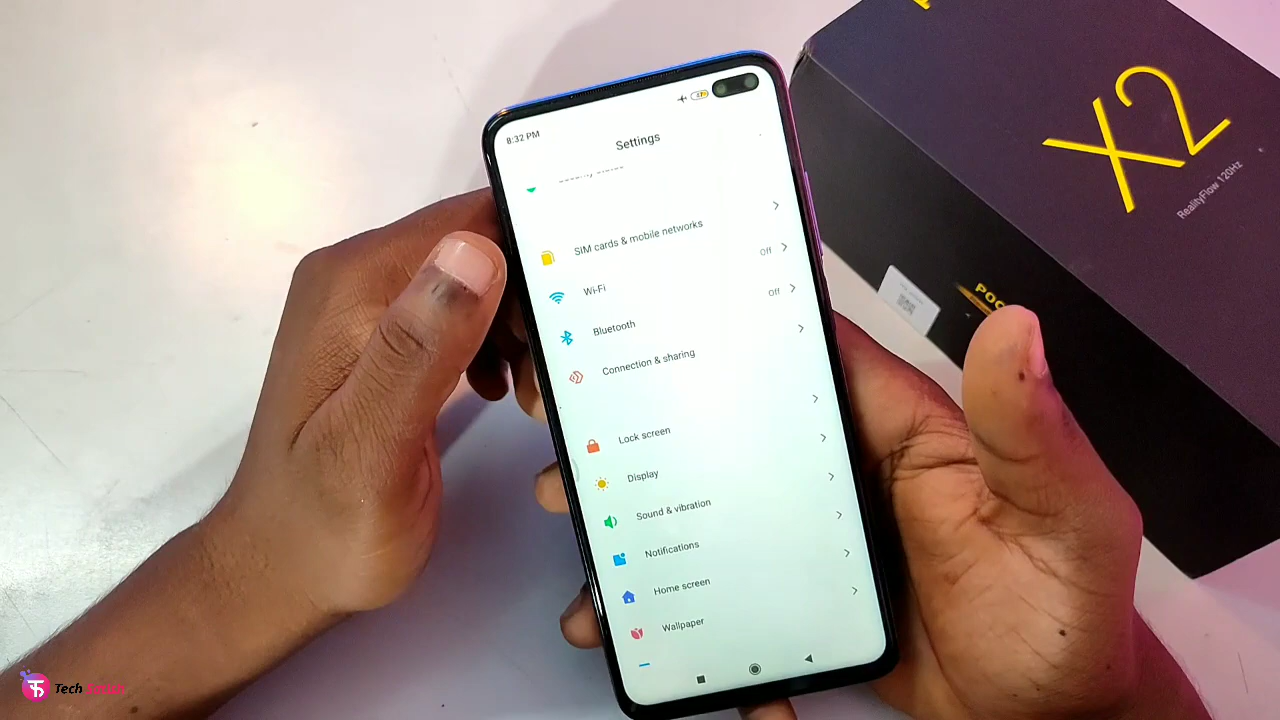 X2
RealityFlow 120Hz
POCO
8:32 PM
Settings
SIM cards & mobile networks
Wi-Fi
Off
Bluetooth
Off
Connection & sharing
Lock screen
Display
Sound & vibration
Notifications
Home screen
Wallpaper
Tech